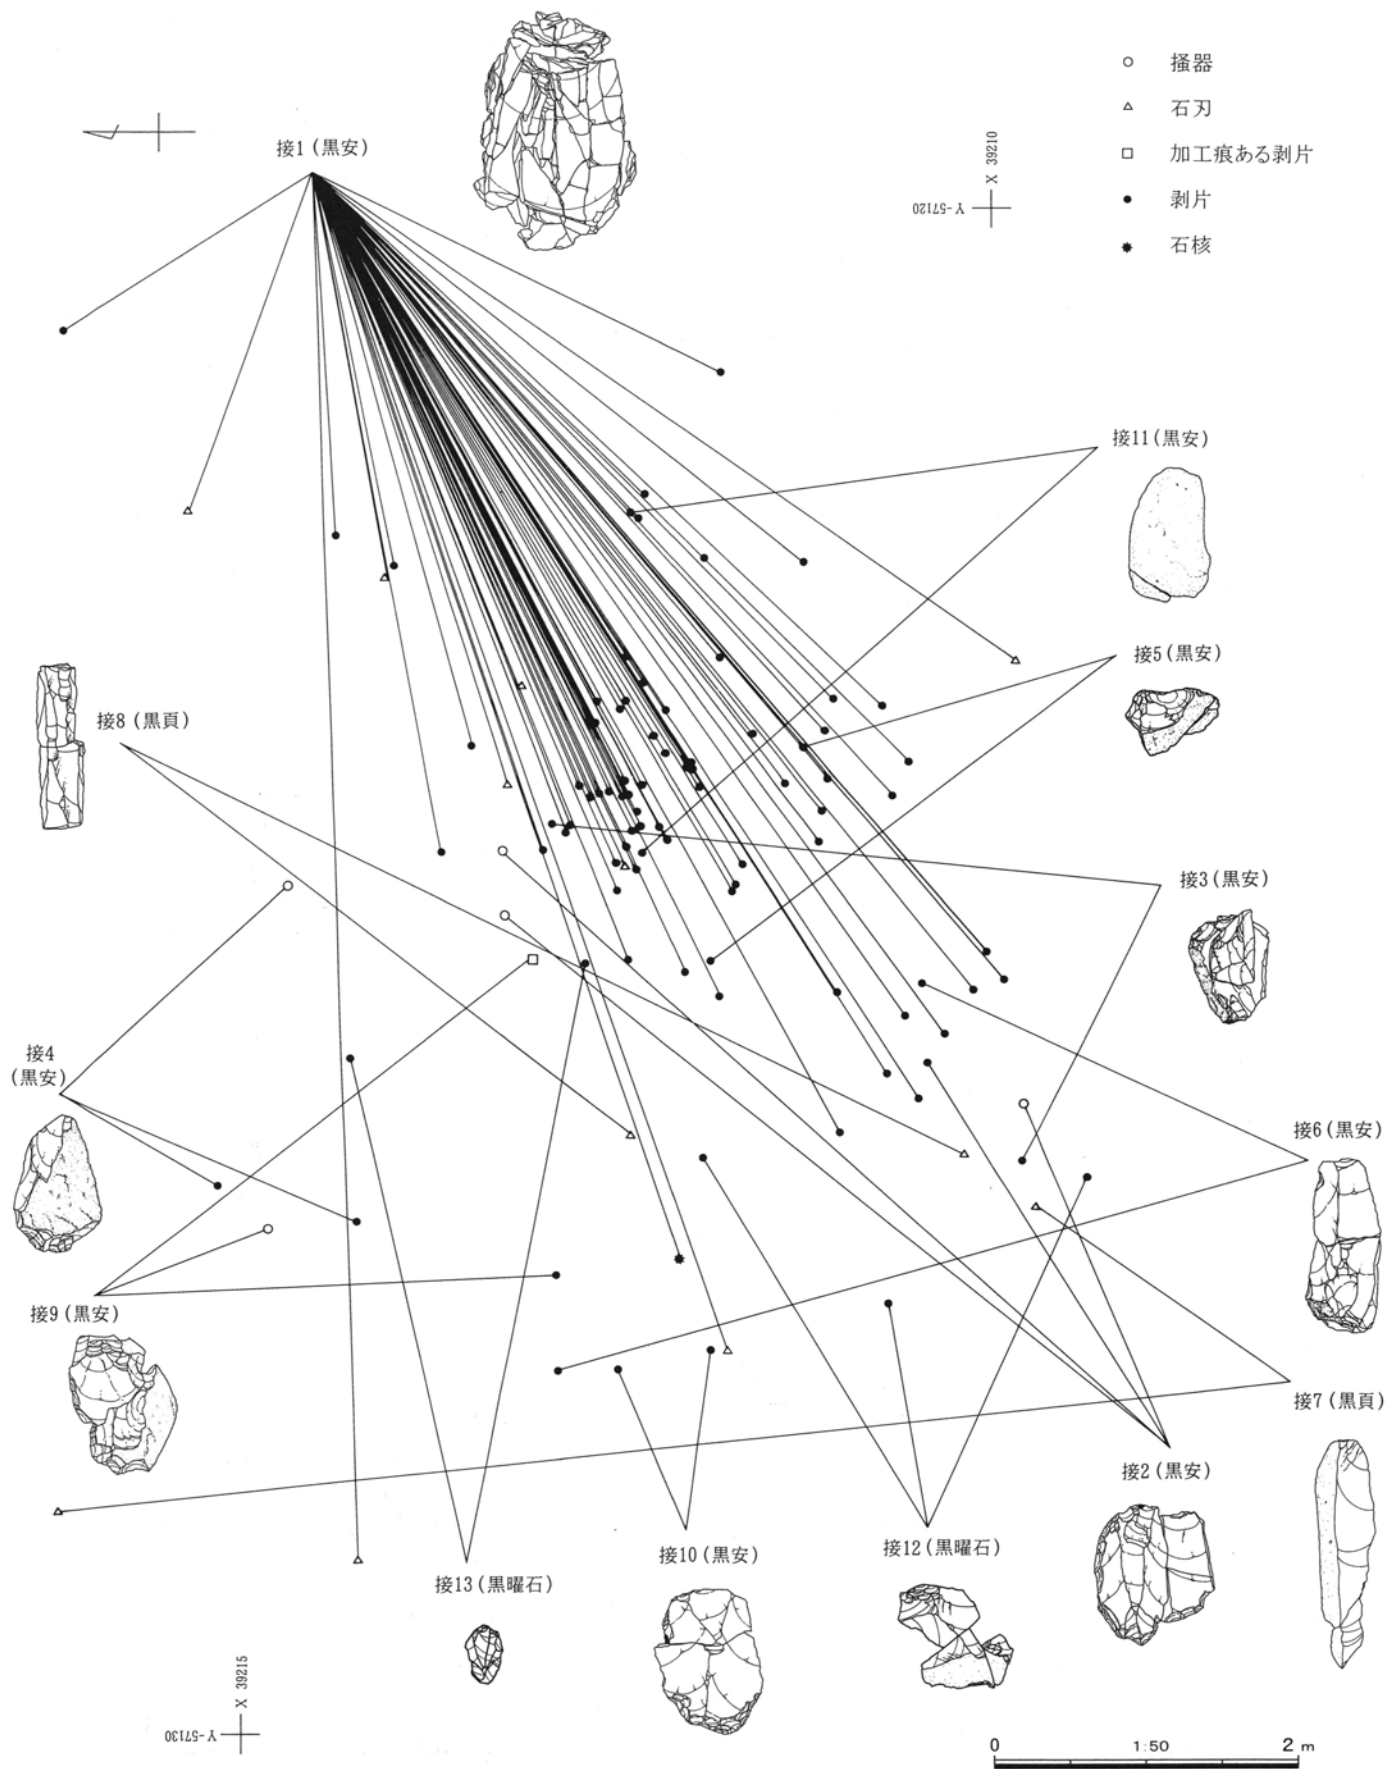 掻器
石刃
加工痕ある剥片
剥片
石核
接1(黒安)
X 39210
Y-57120
接11(黒安)
接5(黒安)
接8(黒頁)
接3(黒安)
接4
(黒安)
接6(黒安)
接9(黒安)
接7(黒頁)
接2(黒安)
接12(黒曜石)
接10(黒安)
接13(黒曜石)
X 39215
Y-57130
0 1:50 2 m